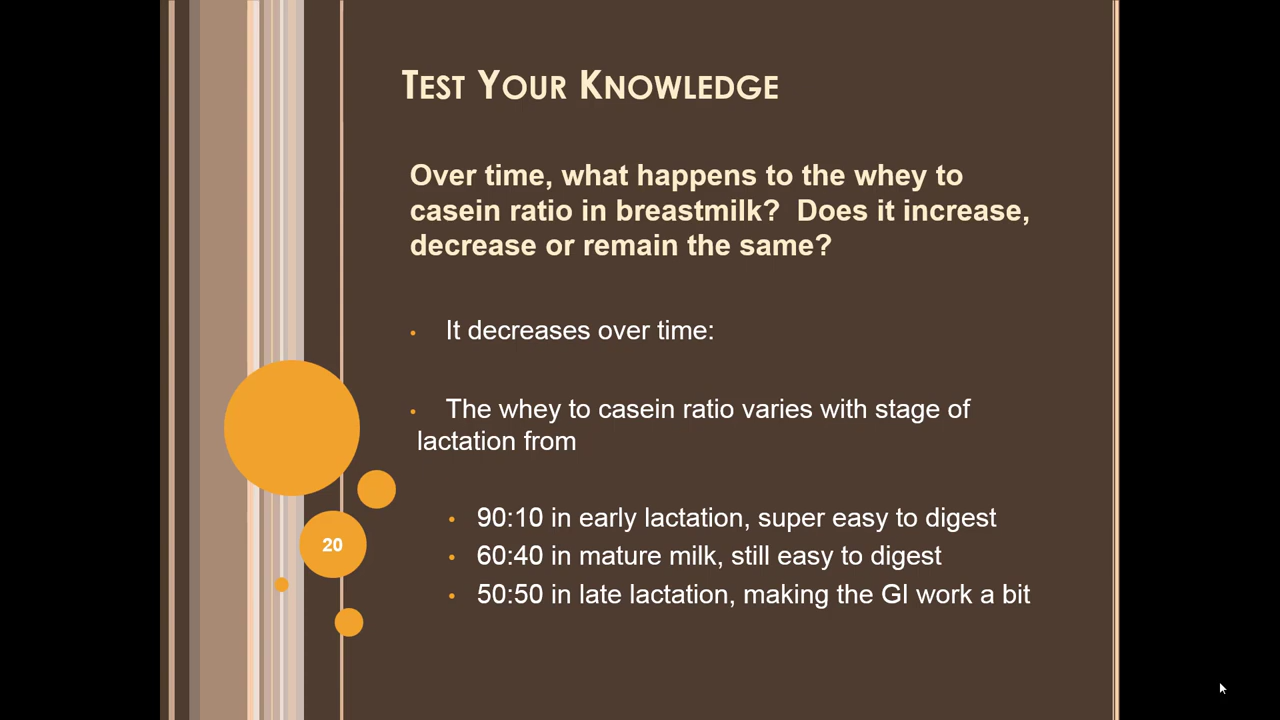 TEST YOUR KNOWLEDGE
Over time, what happens to the whey to
casein ratio in breastmilk?  Does it increase,
decrease or remain the same?
• It decreases over time:
• The whey to casein ratio varies with stage of
lactation from
• 90:10 in early lactation, super easy to digest
• 60:40 in mature milk, still easy to digest
• 50:50 in late lactation, making the GI work a bit
20